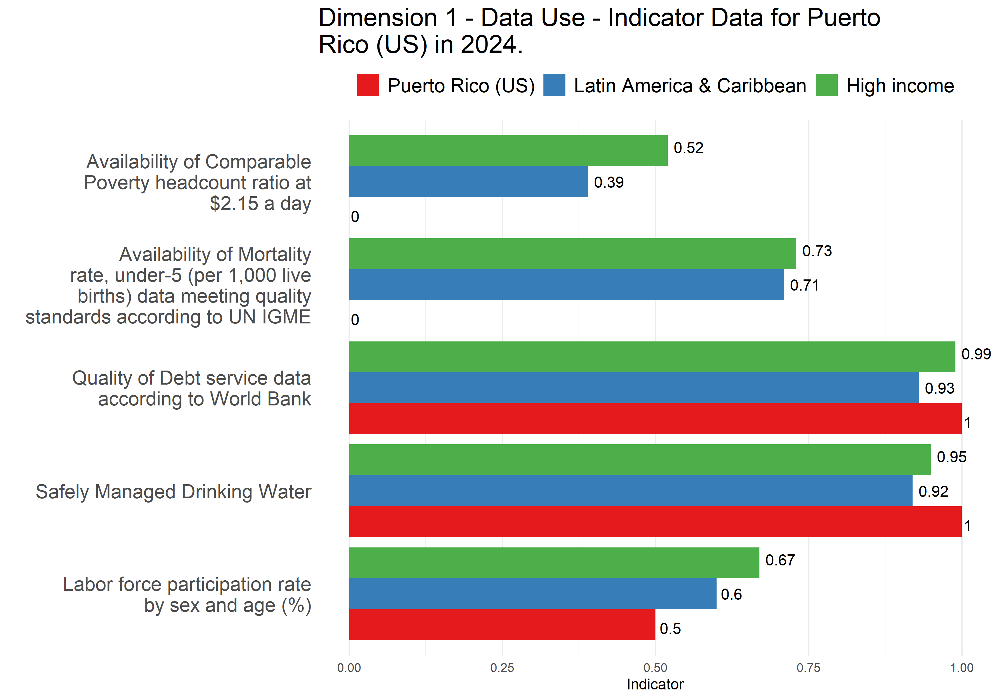 Dimension 1 - Data Use - Indicator Data for Puerto
Rico (US) in 2024.
Puerto Rico (US) Latin America & Caribbean High income
Availability of Comparable
Poverty headcount ratio at
$2.15 a day
0.52
0.39
0
Availability of Mortality
rate, under-5 (per 1,000 live
births) data meeting quality
standards according to UN IGME
0.73
0.71
0
Quality of Debt service data
according to World Bank
0.99
0.93
1
Safely Managed Drinking Water
0.95
0.92
1
Labor force participation rate
by sex and age (%)
0.67
0.6
0.5
0.00 0.25 0.50 0.75 1.00
Indicator